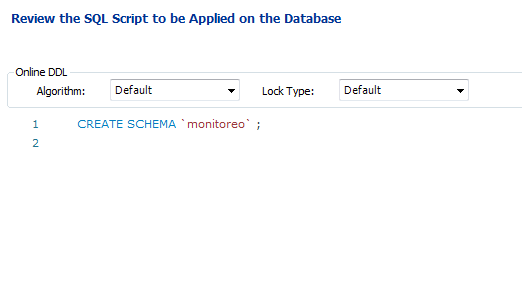 Review the SQL Script to be Applied on the Database
Online DDL
Algorithm: Default Lock Type: Default
1 CREATE SCHEMA `monitoreo` ;
2